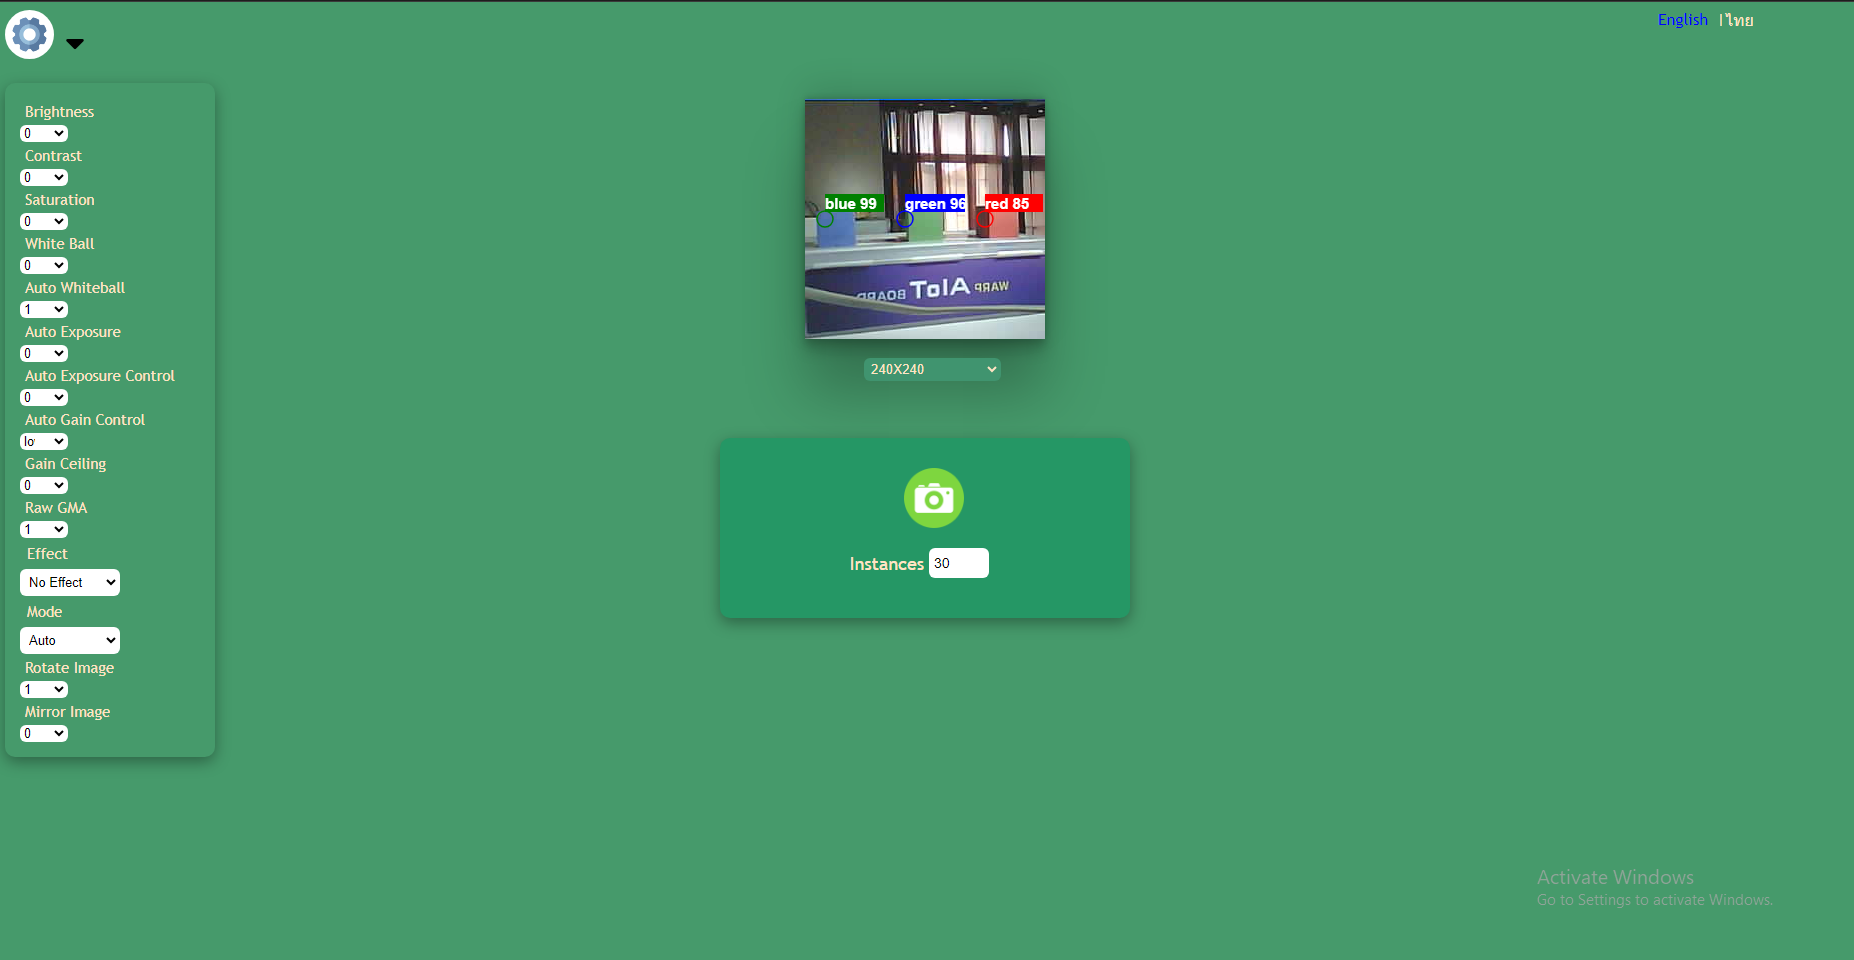 English | ไทย
Brightness
0
Contrast
0
Saturation
0
White Ball
0
Auto Whiteball
1
Auto Exposure
0
Auto Exposure Control
0
Auto Gain Control
lo
Gain Ceiling
0
Raw GMA
1
Effect
No Effect
Mode
Auto
Rotate Image
1
Mirror Image
0
blue 99 green 96 red 85
BOARD AIoT WARP
240X240
Instances 30
Activate Windows
Go to Settings to activate Windows.